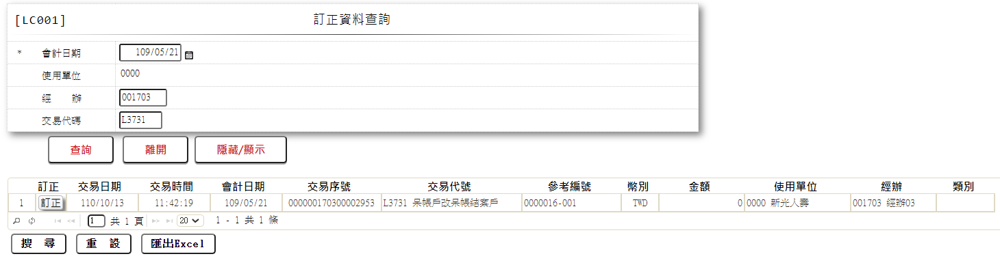 [LC001] 訂正資料查詢
* 會計日期 109/05/21
使用單位 0000
經 辦 001703
交易代碼 L3731
查詢 離開 隱藏/顯示
訂正 交易日期 交易時間 會計日期 交易序號 交易代號 參考編號 幣別 金額 使用單位 經辦 類別
1 訂正 110/10/13 11:42:19 109/05/21 000000170300002953 L3731 呆帳戶改呆帳結案戶 0000016-001 TWD 0 0000 新光人壽 001703 經辦03
1 共 1 頁 20 1 - 1 共 1 條
搜 尋 重 設 匯出Excel